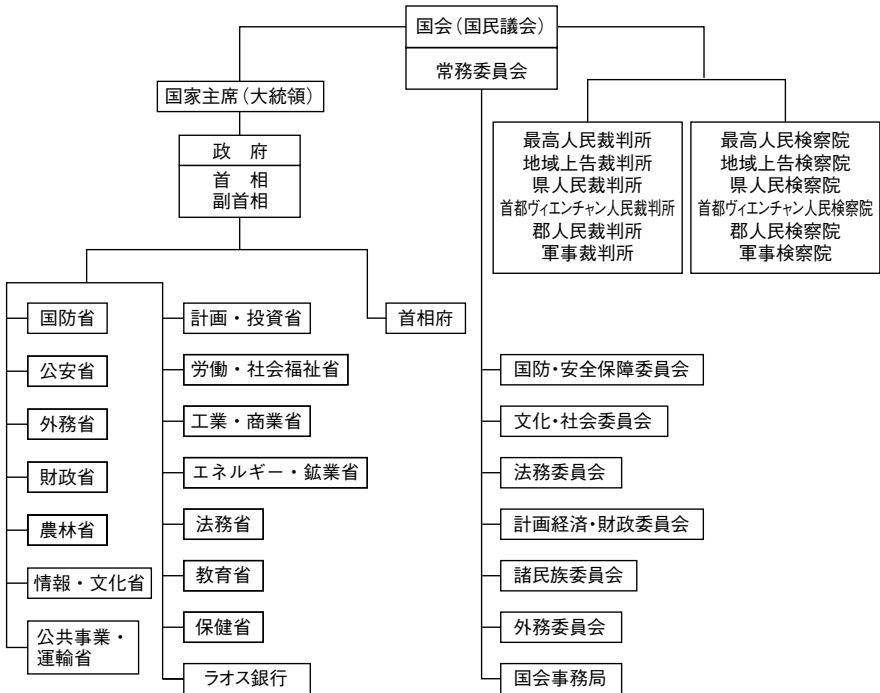 国会(国民議会)
常務委員会
国家主席(大統領)
政 府
首 相
副首相
最高人民裁判所
地域上告裁判所
県人民裁判所
首都ヴィエンチャン人民裁判所
郡人民裁判所
軍事裁判所
最高人民検察院
地域上告検察院
県人民検察院
首都ヴィエンチャン人民検察院
郡人民検察院
軍事検察院
国防省
公安省
外務省
財政省
農林省
情報・文化省
公共事業・
運輸省
計画・投資省
労働・社会福祉省
工業・商業省
エネルギー・鉱業省
法務省
教育省
保健省
ラオス銀行
首相府
国防・安全保障委員会
文化・社会委員会
法務委員会
計画経済・財政委員会
諸民族委員会
外務委員会
国会事務局